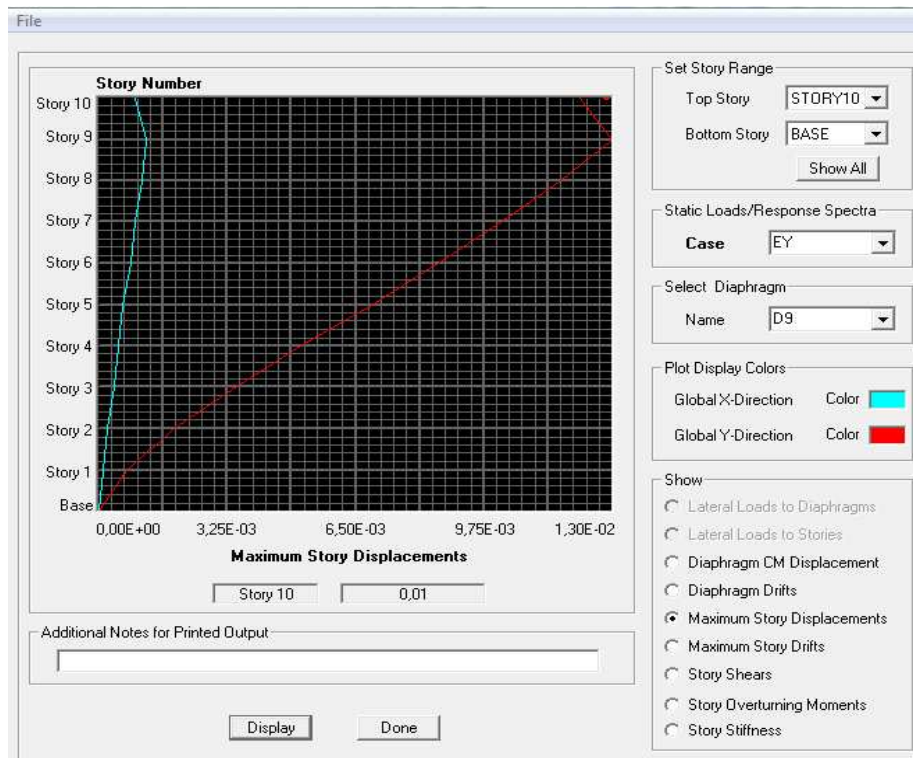 File
Story Number
Story 10
Story 9
Story 8
Story 7
Story 6
Story 5
Story 4
Story 3
Story 2
Story 1
Base
0,00E+00 3,25E-03 6,50E-03 9,75E-03 1,30E-02
Maximum Story Displacements
Story 10 0,01
Additional Notes for Printed Output
Display Done
Set Story Range
Top Story STORY10
Bottom Story BASE
Show All
Static Loads/Response Spectra
Case EY
Select Diaphragm
Name D9
Plot Display Colors
Global X-Direction Color
Global Y-Direction Color
Show
Lateral Loads to Diaphragms
Lateral Loads to Stories
Diaphragm CM Displacement
Diaphragm Drifts
Maximum Story Displacements
Maximum Story Drifts
Story Shears
Story Overturning Moments
Story Stiffness